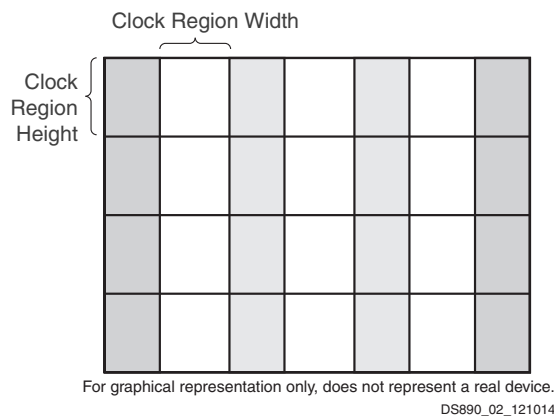 Clock Region Width
Clock
Region
Height
For graphical representation only, does not represent a real device.
DS890_02_121014